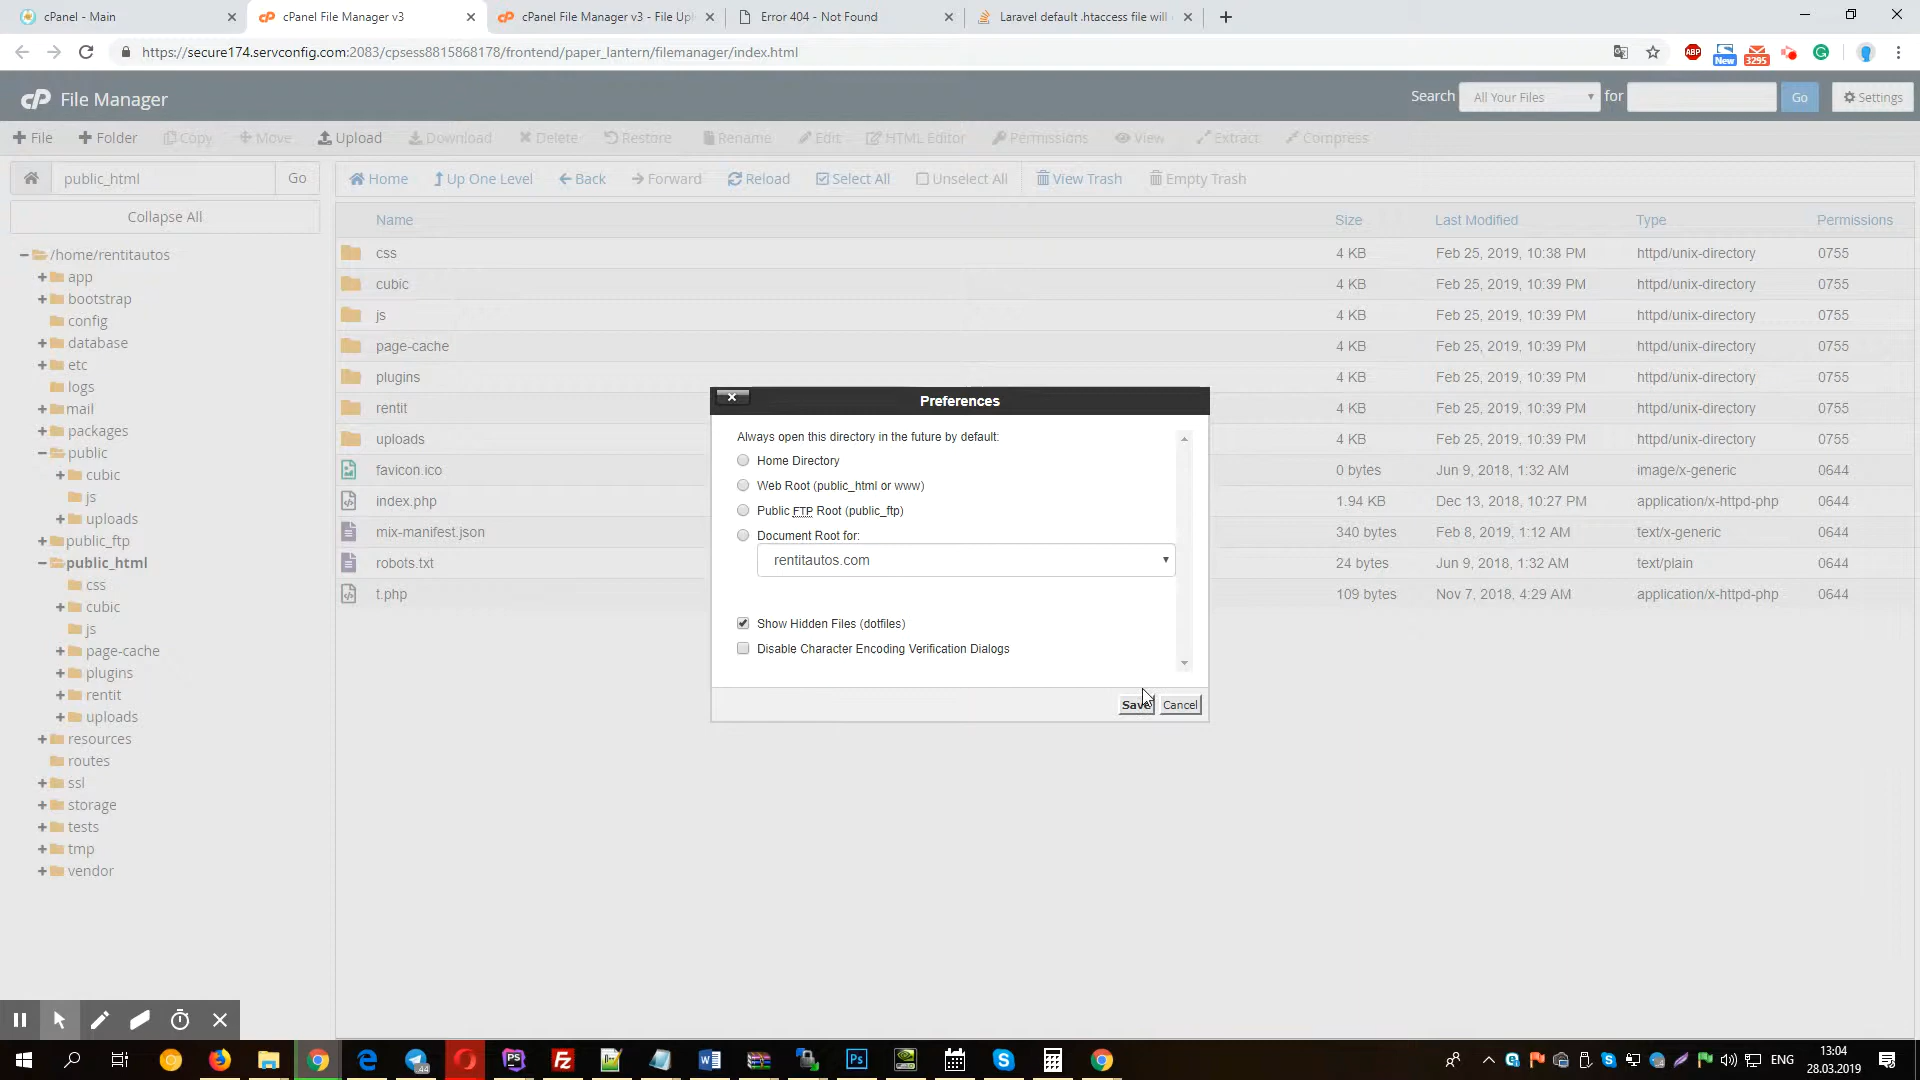 cPanel - Main
cPanel File Manager v3
cPanel File Manager v3 - File Upl
Error 404 - Not Found
Laravel default .htaccess file will
https://secure174.servconfig.com:2083/cpsess8815868178/frontend/paper_lantern/filemanager/index.html
ABP
New
3295
cP File Manager
Search All Your Files for Go Settings
File Folder Copy Move Upload Download Delete Restore Rename Edit HTML Editor Permissions View Extract Compress
public_html Go
Home Up One Level Back Forward Reload Select All Unselect All View Trash Empty Trash
Collapse All
/home/rentitautos
app
bootstrap
config
database
etc
logs
mail
packages
public
cubic
js
uploads
public_ftp
public_html
css
cubic
js
page-cache
plugins
rentit
uploads
resources
routes
ssl
storage
tests
tmp
vendor
Name Size Last Modified Type Permissions
css 4 KB Feb 25, 2019, 10:38 PM httpd/unix-directory 0755
cubic 4 KB Feb 25, 2019, 10:39 PM httpd/unix-directory 0755
js 4 KB Feb 25, 2019, 10:39 PM httpd/unix-directory 0755
page-cache 4 KB Feb 25, 2019, 10:39 PM httpd/unix-directory 0755
plugins 4 KB Feb 25, 2019, 10:39 PM httpd/unix-directory 0755
rentit 4 KB Feb 25, 2019, 10:39 PM httpd/unix-directory 0755
uploads 4 KB Feb 25, 2019, 10:39 PM httpd/unix-directory 0755
favicon.ico 0 bytes Jun 9, 2018, 1:32 AM image/x-generic 0644
index.php 1.94 KB Dec 13, 2018, 10:27 PM application/x-httpd-php 0644
mix-manifest.json 340 bytes Feb 8, 2019, 1:12 AM text/x-generic 0644
robots.txt 24 bytes Jun 9, 2018, 1:32 AM text/plain 0644
t.php 109 bytes Nov 7, 2018, 4:29 AM application/x-httpd-php 0644
Preferences
Always open this directory in the future by default:
Home Directory
Web Root (public_html or www)
Public FTP Root (public_ftp)
Document Root for:
rentitautos.com
Show Hidden Files (dotfiles)
Disable Character Encoding Verification Dialogs
Save Cancel
44
PS
Fz
W
Ps
ENG
13:04
28.03.2019